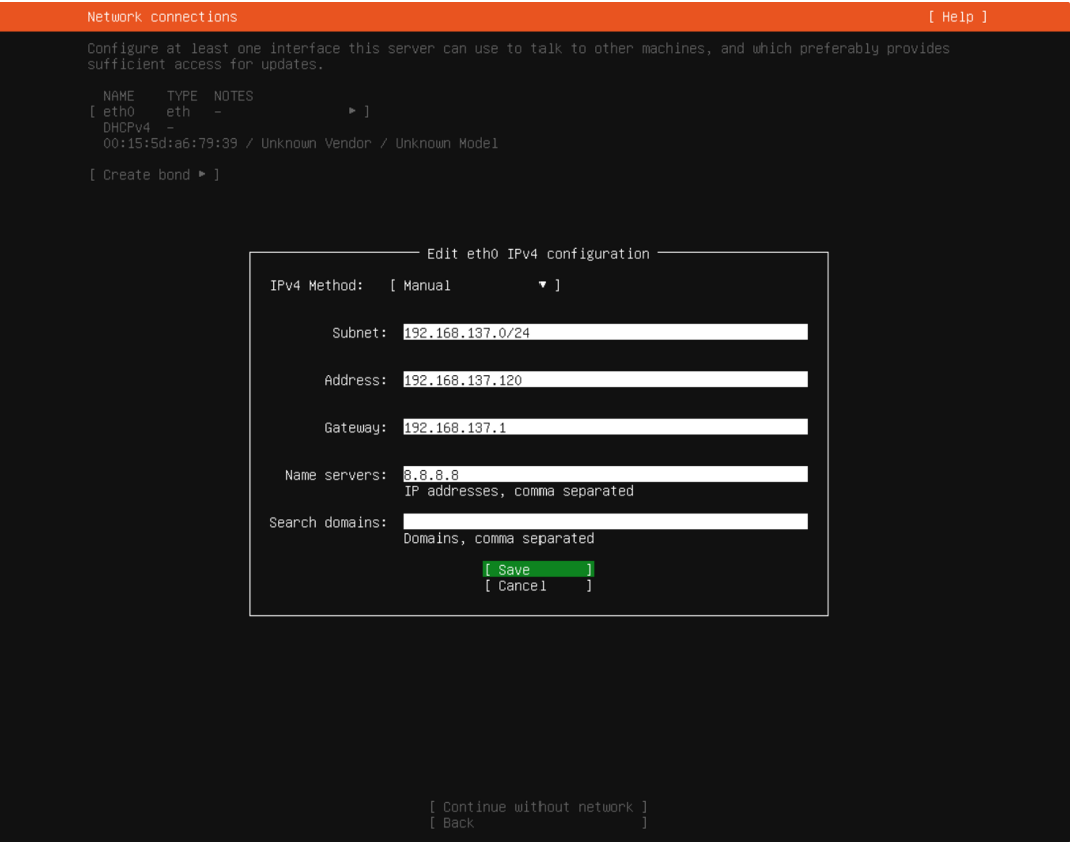 Network connections [ Help ]
Configure at least one interface this server can use to talk to other machines, and which preferably provides
sufficient access for updates.
NAME TYPE NOTES
[ eth0 eth - ▸ ]
DHCPv4 -
00:15:5d:a6:79:39 / Unknown Vendor / Unknown Model
[ Create bond ▸ ]
Edit eth0 IPv4 configuration
IPv4 Method: [ Manual ▾ ]
Subnet: 192.168.137.0/24
Address: 192.168.137.120
Gateway: 192.168.137.1
Name servers: 8.8.8.8
IP addresses, comma separated
Search domains:
Domains, comma separated
[ Save ]
[ Cancel ]
[ Continue without network ]
[ Back ]